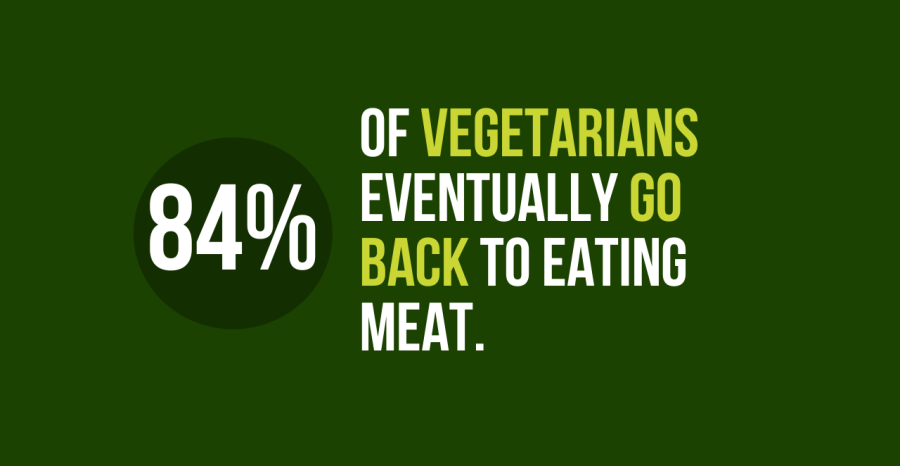 84%
OF VEGETARIANS
EVENTUALLY GO
BACK TO EATING
MEAT.